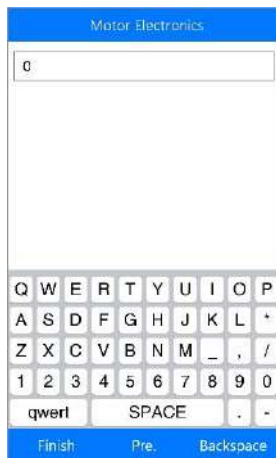 Motor Electronics
0
Q W E R T Y U I O P
A S D F G H J K L *
Z X C V B N M _ , /
1 2 3 4 5 6 7 8 9 0
qwert SPACE . -
Finish Pre. Backspace